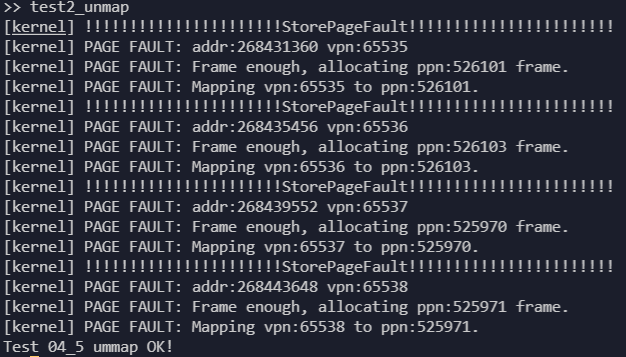 >> test2_unmap
[kernel] !!!!!!!!!!!!!!!!!!!!!!StorePageFault!!!!!!!!!!!!!!!!!!!!!!!
[kernel] PAGE FAULT: addr:268431360 vpn:65535
[kernel] PAGE FAULT: Frame enough, allocating ppn:526101 frame.
[kernel] PAGE FAULT: Mapping vpn:65535 to ppn:526101.
[kernel] !!!!!!!!!!!!!!!!!!!!!!StorePageFault!!!!!!!!!!!!!!!!!!!!!!!
[kernel] PAGE FAULT: addr:268435456 vpn:65536
[kernel] PAGE FAULT: Frame enough, allocating ppn:526103 frame.
[kernel] PAGE FAULT: Mapping vpn:65536 to ppn:526103.
[kernel] !!!!!!!!!!!!!!!!!!!!!!StorePageFault!!!!!!!!!!!!!!!!!!!!!!!
[kernel] PAGE FAULT: addr:268439552 vpn:65537
[kernel] PAGE FAULT: Frame enough, allocating ppn:525970 frame.
[kernel] PAGE FAULT: Mapping vpn:65537 to ppn:525970.
[kernel] !!!!!!!!!!!!!!!!!!!!!!StorePageFault!!!!!!!!!!!!!!!!!!!!!!!
[kernel] PAGE FAULT: addr:268443648 vpn:65538
[kernel] PAGE FAULT: Frame enough, allocating ppn:525971 frame.
[kernel] PAGE FAULT: Mapping vpn:65538 to ppn:525971.
Test 04_5 ummap OK!